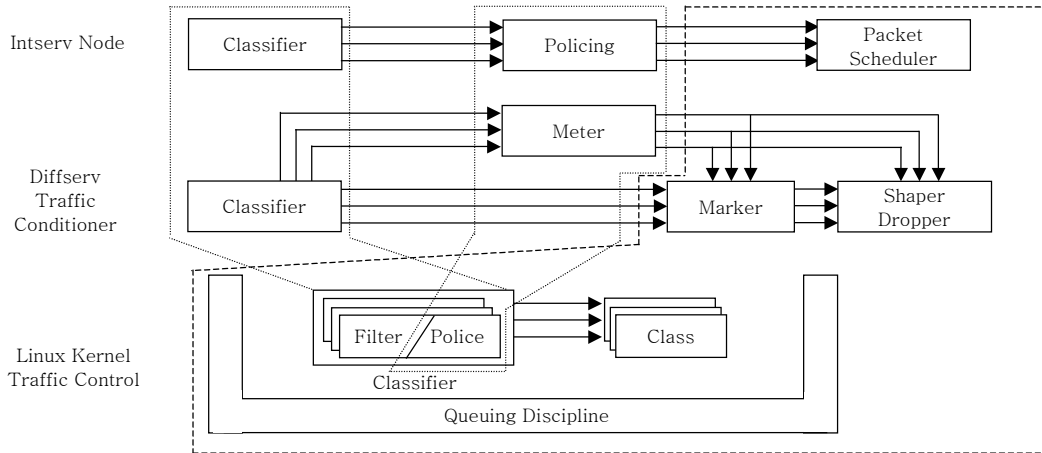 Intserv Node
Classifier
Policing
Packet
Scheduler
Meter
Diffserv
Traffic
Conditioner
Classifier
Marker
Shaper
Dropper
Linux Kernel
Traffic Control
Filter
Police
Class
Classifier
Queuing Discipline